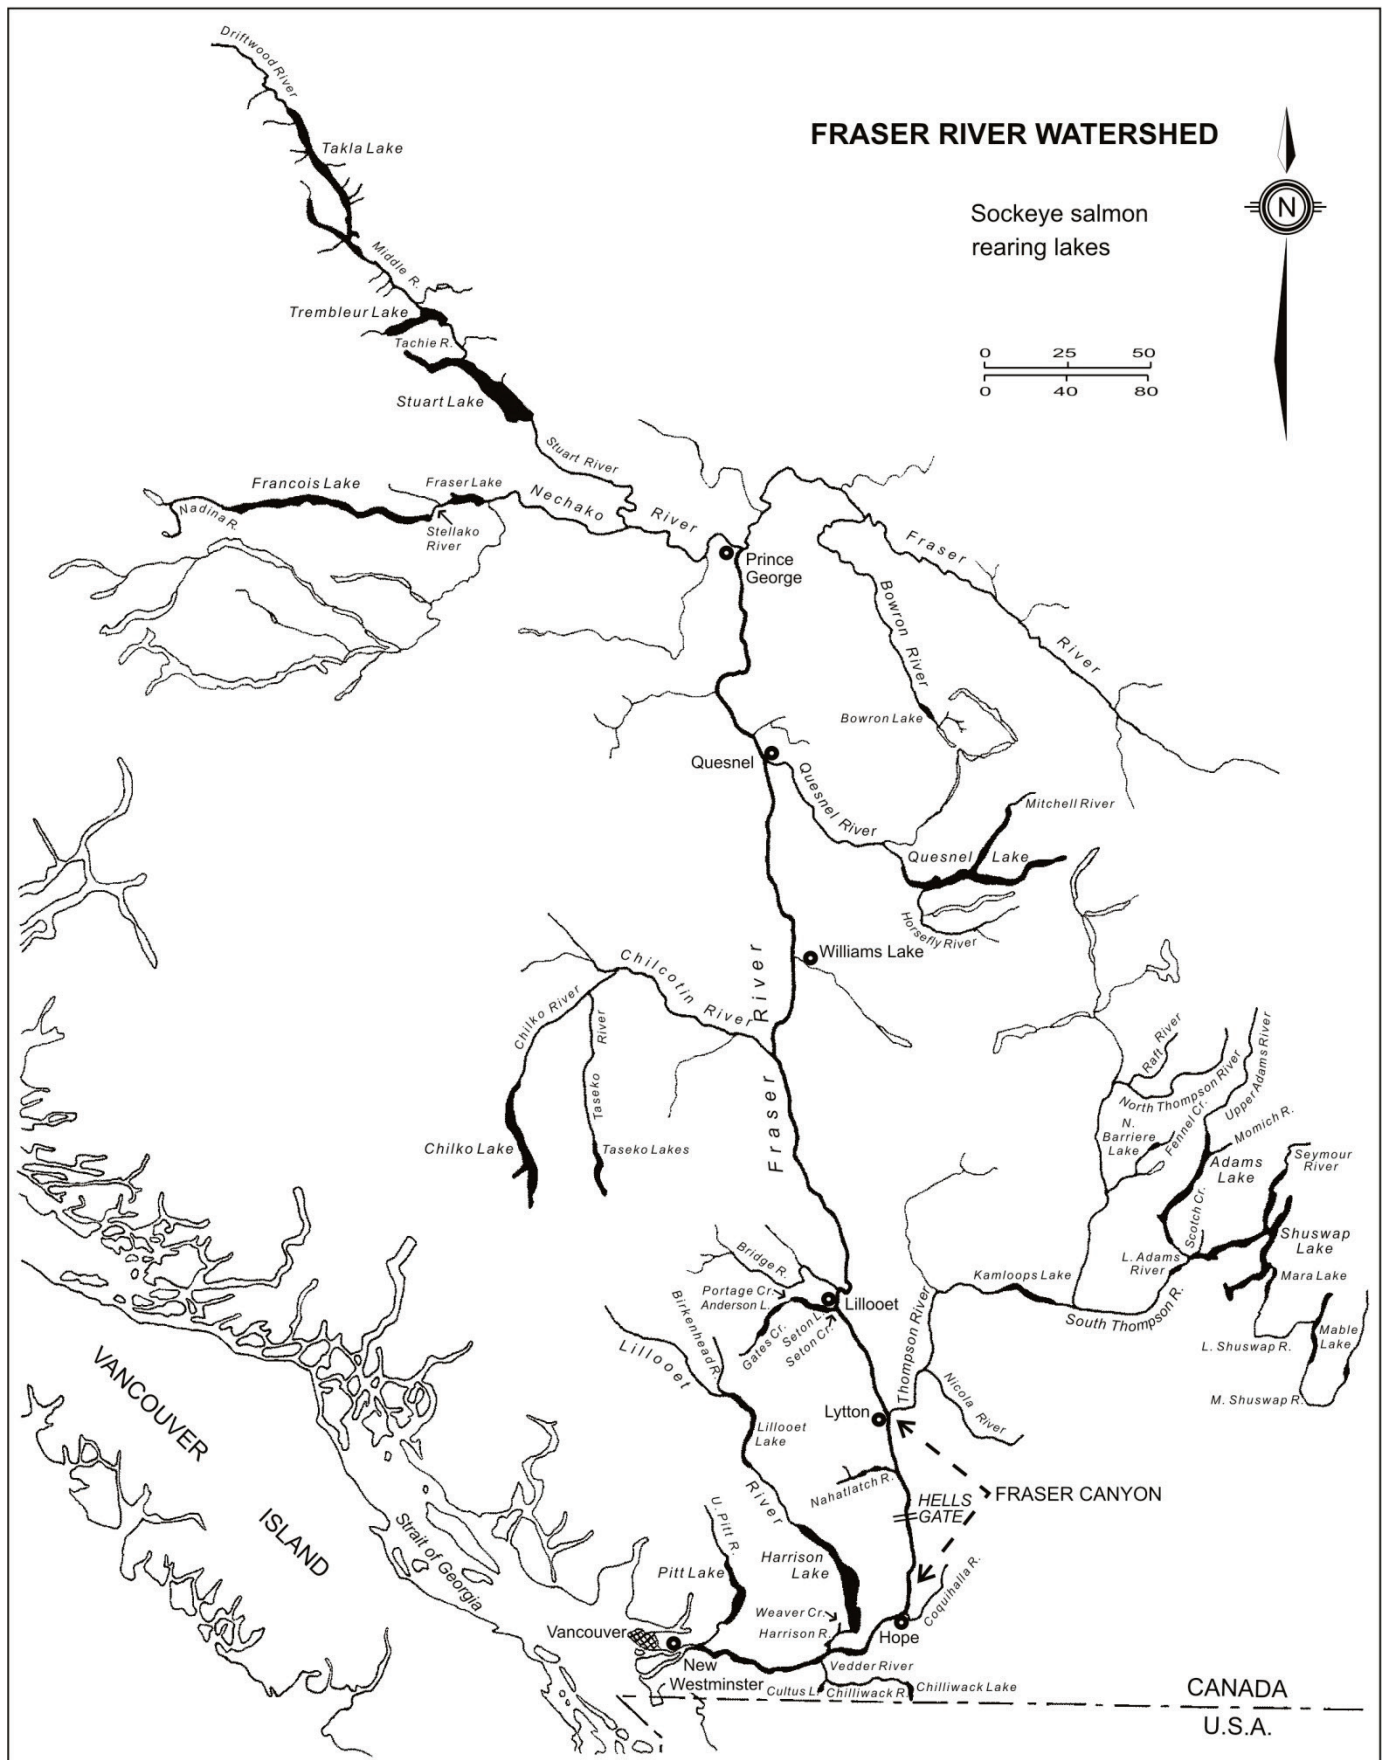 Driftwood River
FRASER RIVER WATERSHED
Takla Lake
N
Sockeye salmon
rearing lakes
Middle R.
Trembleur Lake
Tachie R.
0 25 50
0 40 80
Stuart Lake
Stuart River
Francois Lake
Fraser Lake
Nechako River
Nadina R.
Stellako
River
Fraser River
Prince
George
Bowron River
Bowron Lake
Quesnel
Quesnel River
Mitchell River
Quesnel Lake
Horsefly River
Williams Lake
Chilcotin River
Fraser River
Chilko River
Taseko River
Raft River
North Thompson River
Upper Adams River
N.
Barriere
Lake
Fennel Cr.
Momich R.
Chilko Lake
Taseko Lakes
Adams
Lake
Seymour
River
Scotch Cr.
Shuswap
Lake
L. Adams
River
Bridge R.
Kamloops Lake
Mara Lake
Portage Cr.
Anderson L.
Lillooet
Birkenhead R.
Gates Cr.
Seton L.
Seton Cr.
Thompson River
South Thompson R.
Mable
Lake
L. Shuswap R.
Lillooet River
VANCOUVER
ISLAND
Nicola River
M. Shuswap R.
Lytton
Lillooet
Lake
Nahatlatch R.
FRASER CANYON
HELLS
GATE
U. Pitt R.
Strait of Georgia
Harrison
Lake
Pitt Lake
Coquihalla R.
Weaver Cr.
Harrison R.
Vancouver
Hope
New
Westminster
Vedder River
Cultus L.
Chilliwack R.
Chilliwack Lake
CANADA
U.S.A.